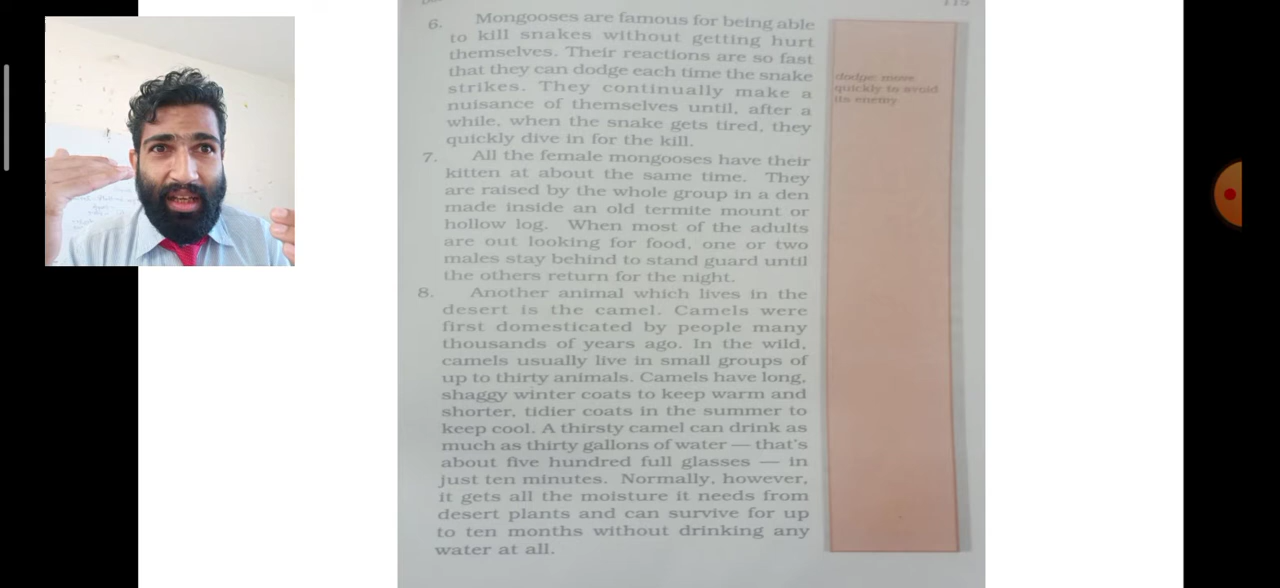 115
6. Mongooses are famous for being able
to kill snakes without getting hurt
themselves. Their reactions are so fast
that they can dodge each time the snake
strikes. They continually make a
nuisance of themselves until, after a
while, when the snake gets tired, they
quickly dive in for the kill.
dodge: move
quickly to avoid
its enemy
7. All the female mongooses have their
kitten at about the same time. They
are raised by the whole group in a den
made inside an old termite mount or
hollow log. When most of the adults
are out looking for food, one or two
males stay behind to stand guard until
the others return for the night.
8. Another animal which lives in the
desert is the camel. Camels were
first domesticated by people many
thousands of years ago. In the wild,
camels usually live in small groups of
up to thirty animals. Camels have long,
shaggy winter coats to keep warm and
shorter, tidier coats in the summer to
keep cool. A thirsty camel can drink as
much as thirty gallons of water — that's
about five hundred full glasses — in
just ten minutes. Normally, however,
it gets all the moisture it needs from
desert plants and can survive for up
to ten months without drinking any
water at all.